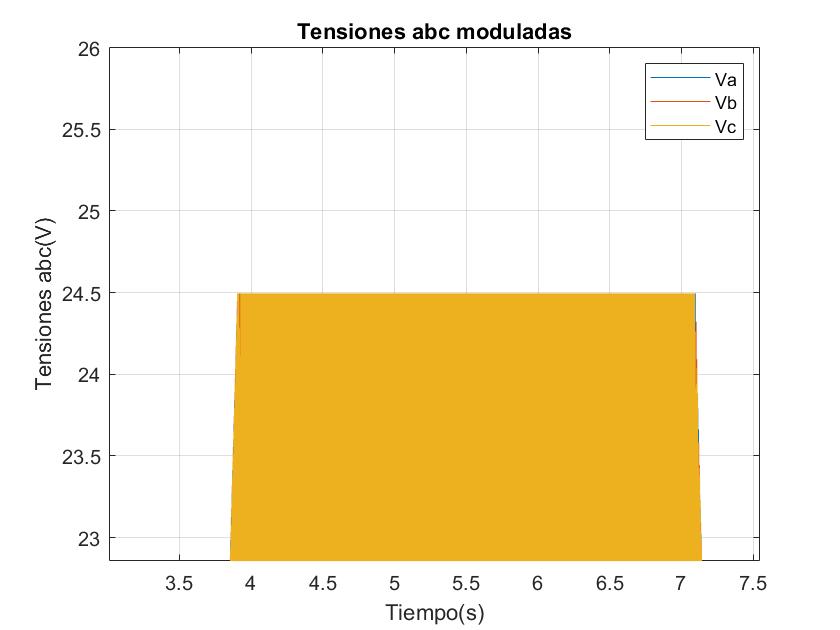 Tensiones abc moduladas
26
25.5
25
24.5
24
23.5
23
Tensiones abc(V)
Va
Vb
Vc
3.5 4 4.5 5 5.5 6 6.5 7 7.5
Tiempo(s)